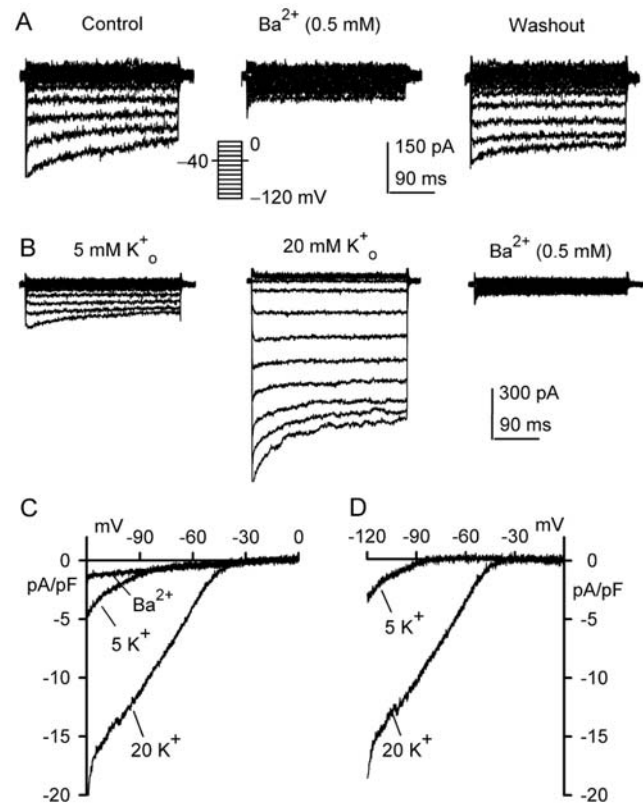 A
Control
Ba²⁺ (0.5 mM)
Washout
0
−40
−120 mV
150 pA
90 ms
B
5 mM K⁺ₒ
20 mM K⁺ₒ
Ba²⁺ (0.5 mM)
300 pA
90 ms
C
mV
-90 -60 -30 0
0
pA/pF
Ba²⁺
-5
5 K⁺
-10
-15
20 K⁺
-20
D
mV
-120 -90 -60 -30
0
pA/pF
5 K⁺
-5
-10
20 K⁺
-15
-20